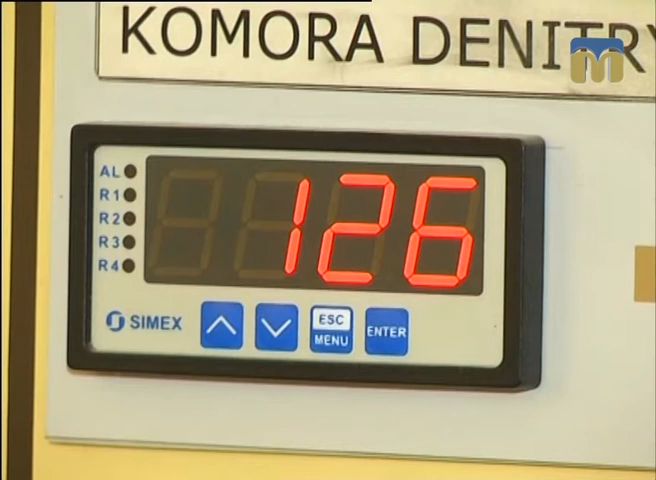 KOMORA DENITRY
m
AL
R1
R2
R3
R4
126
SIMEX
ESC
MENU
ENTER